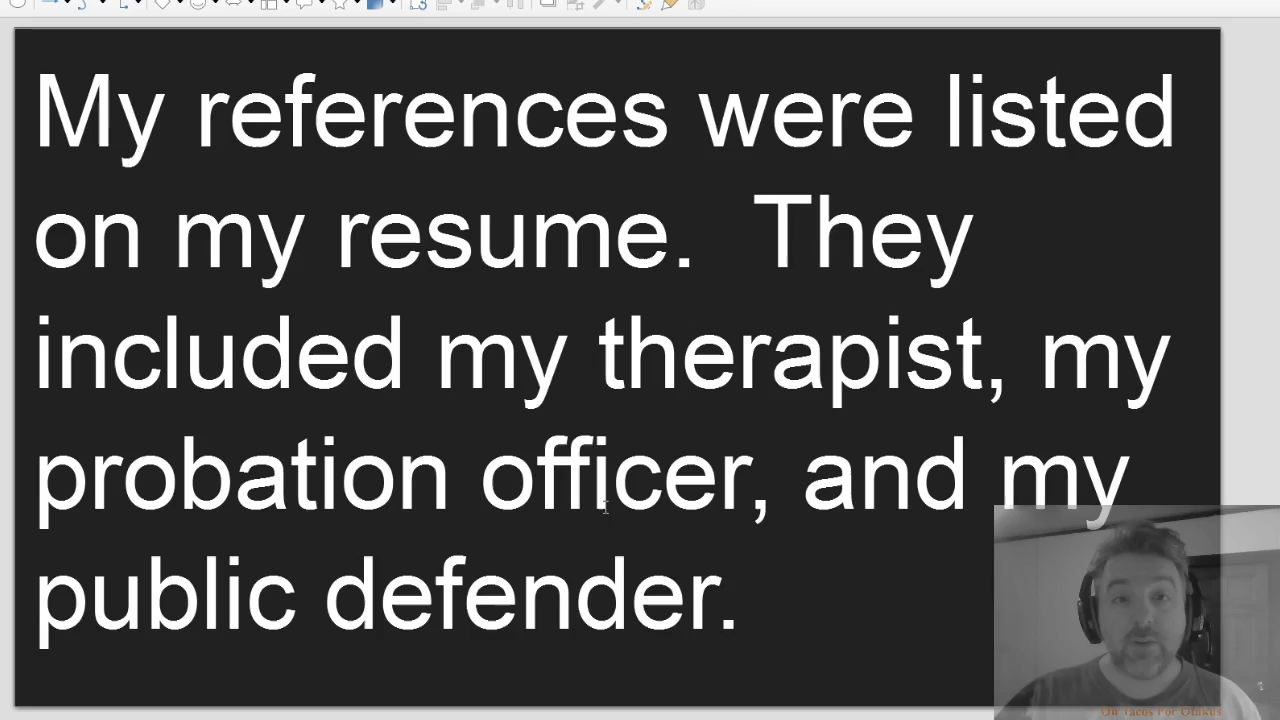 My references were listed
on my resume.  They
included my therapist, my
probation officer, and my
public defender.